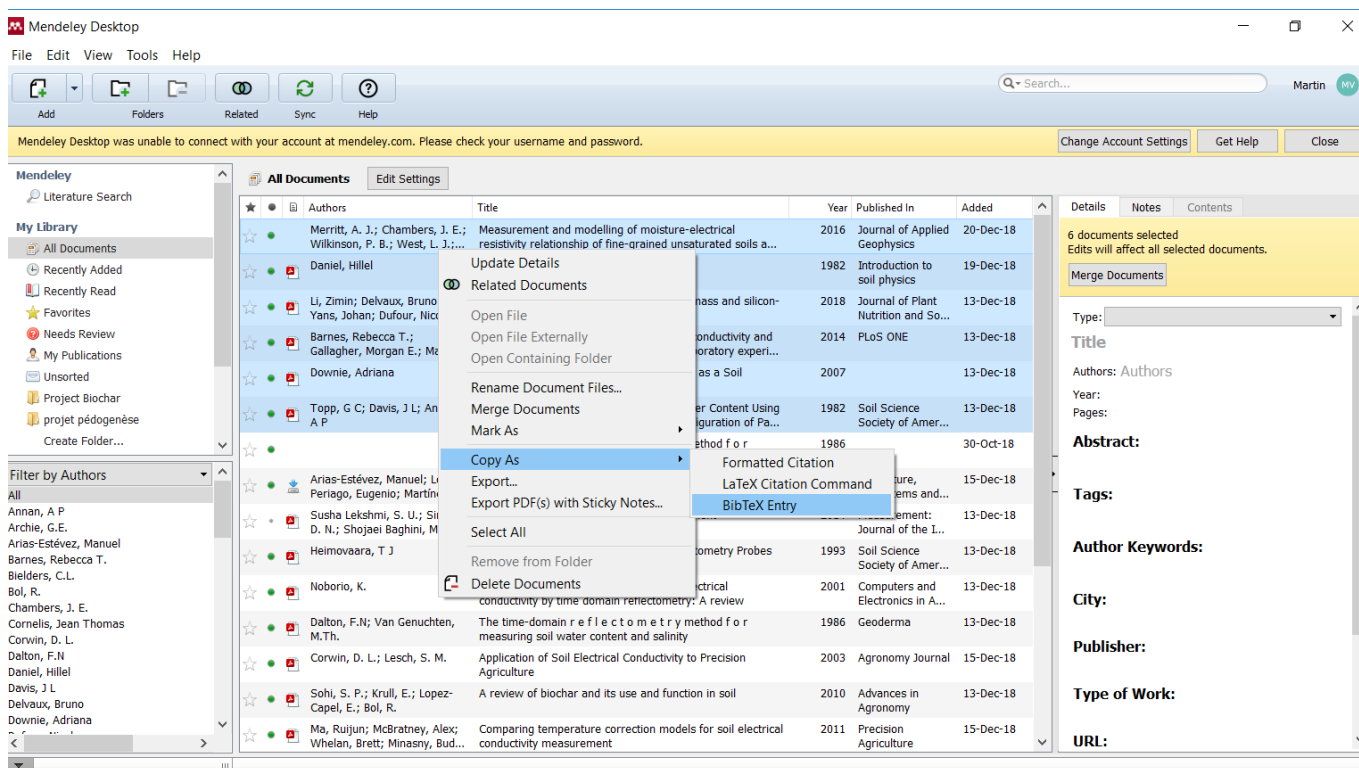 Mendeley Desktop
File Edit View Tools Help
Search...
Martin MV
Add Folders Related Sync Help
Mendeley Desktop was unable to connect with your account at mendeley.com. Please check your username and password.
Change Account Settings Get Help Close
Mendeley
Literature Search
My Library
All Documents
Recently Added
Recently Read
Favorites
Needs Review
My Publications
Unsorted
Project Biochar
projet pédogenèse
Create Folder...
Filter by Authors
All
Annan, A P
Archie, G.E.
Arias-Estévez, Manuel
Barnes, Rebecca T.
Bielders, C.L.
Bol, R.
Chambers, J. E.
Cornelis, Jean Thomas
Corwin, D. L.
Dalton, F.N
Daniel, Hillel
Davis, J L
Delvaux, Bruno
Downie, Adriana
All Documents Edit Settings
Authors Title Year Published In Added
Merritt, A. J.; Chambers, J. E.; Measurement and modelling of moisture-electrical 2016 Journal of Applied 20-Dec-18
Wilkinson, P. B.; West, L. J.;... resistivity relationship of fine-grained unsaturated soils a... Geophysics
Daniel, Hillel 1982 Introduction to 19-Dec-18
soil physics
Li, Zimin; Delvaux, Bruno mass and silicon- 2018 Journal of Plant 13-Dec-18
Yans, Johan; Dufour, Nico Nutrition and So...
Barnes, Rebecca T.; onductivity and 2014 PLoS ONE 13-Dec-18
Gallagher, Morgan E.; Ma oratory experi...
Downie, Adriana as a Soil 2007 13-Dec-18
Topp, G C; Davis, J L; An er Content Using 1982 Soil Science 13-Dec-18
A P iguration of Pa... Society of Amer...
ethod f o r 1986 30-Oct-18
Arias-Estévez, Manuel; L ture, 15-Dec-18
Periago, Eugenio; Martíne ems and...
Susha Lekshmi, S. U.; Si 13-Dec-18
D. N.; Shojaei Baghini, M Journal of the I...
Heimovaara, T J ometry Probes 1993 Soil Science 13-Dec-18
Society of Amer...
Noborio, K. ectrical 2001 Computers and 13-Dec-18
conductivity by time domain reflectometry: A review Electronics in A...
Dalton, F.N; Van Genuchten, The time-domain r e f l e c t o m e t r y method f o r 1986 Geoderma 13-Dec-18
M.Th. measuring soil water content and salinity
Corwin, D. L.; Lesch, S. M. Application of Soil Electrical Conductivity to Precision 2003 Agronomy Journal 15-Dec-18
Agriculture
Sohi, S. P.; Krull, E.; Lopez- A review of biochar and its use and function in soil 2010 Advances in 13-Dec-18
Capel, E.; Bol, R. Agronomy
Ma, Ruijun; McBratney, Alex; Comparing temperature correction models for soil electrical 2011 Precision 15-Dec-18
Whelan, Brett; Minasny, Bud... conductivity measurement Agriculture
Update Details
Related Documents
Open File
Open File Externally
Open Containing Folder
Rename Document Files...
Merge Documents
Mark As
Copy As
Export...
Export PDF(s) with Sticky Notes...
Select All
Remove from Folder
Delete Documents
Formatted Citation
LaTeX Citation Command
BibTeX Entry
Details Notes Contents
6 documents selected
Edits will affect all selected documents.
Merge Documents
Type:
Title
Authors: Authors
Year:
Pages:
Abstract:
Tags:
Author Keywords:
City:
Publisher:
Type of Work:
URL: